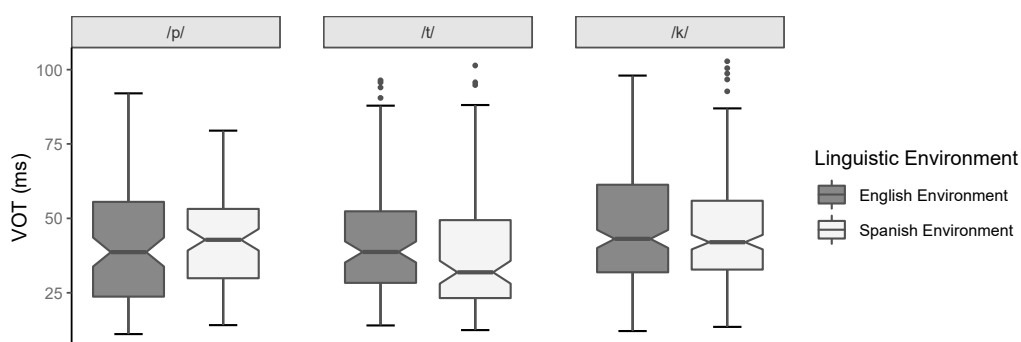 /p/ /t/ /k/
100
75
50
25
VOT (ms)
Linguistic Environment
English Environment
Spanish Environment